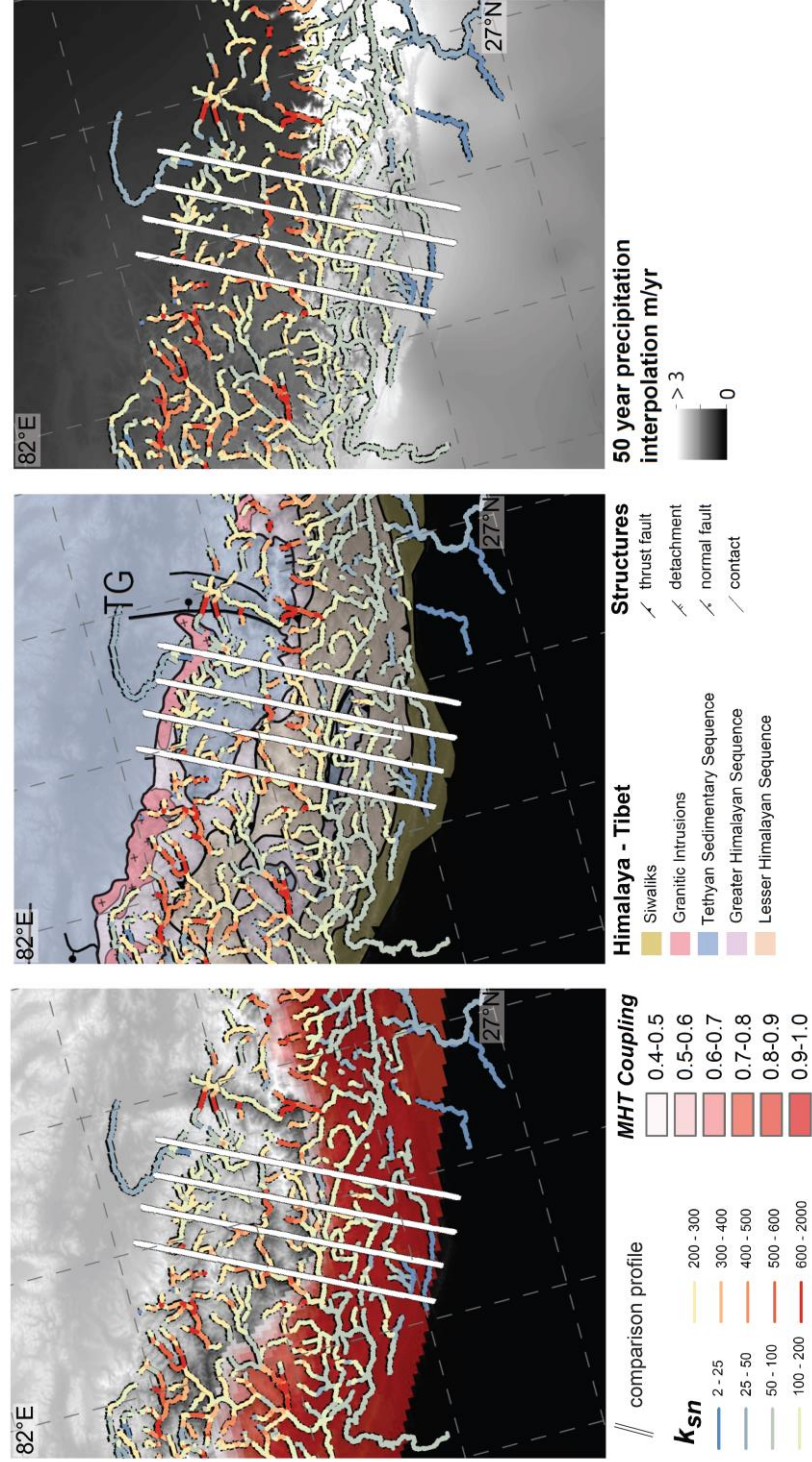 82°E
27°N
comparison profile
ksn
2 - 25
25 - 50
50 - 100
100 - 200
200 - 300
300 - 400
400 - 500
500 - 600
600 - 2000
MHT Coupling
0.4-0.5
0.5-0.6
0.6-0.7
0.7-0.8
0.8-0.9
0.9-1.0
82°E
TG
27°N
Himalaya - Tibet
Siwaliks
Granitic Intrusions
Tethyan Sedimentary Sequence
Greater Himalayan Sequence
Lesser Himalayan Sequence
Structures
thrust fault
detachment
normal fault
contact
82°E
27°N
50 year precipitation
interpolation m/yr
> 3
0